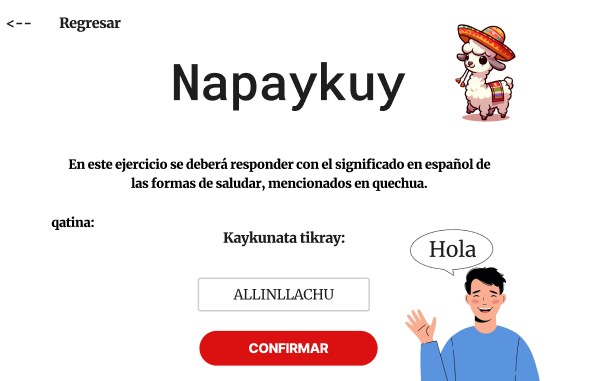 <-- Regresar
Napaykuy
En este ejercicio se deberá responder con el significado en español de
las formas de saludar, mencionados en quechua.
qatina:
Kaykunata tikray:
Hola
ALLINLLACHU
CONFIRMAR